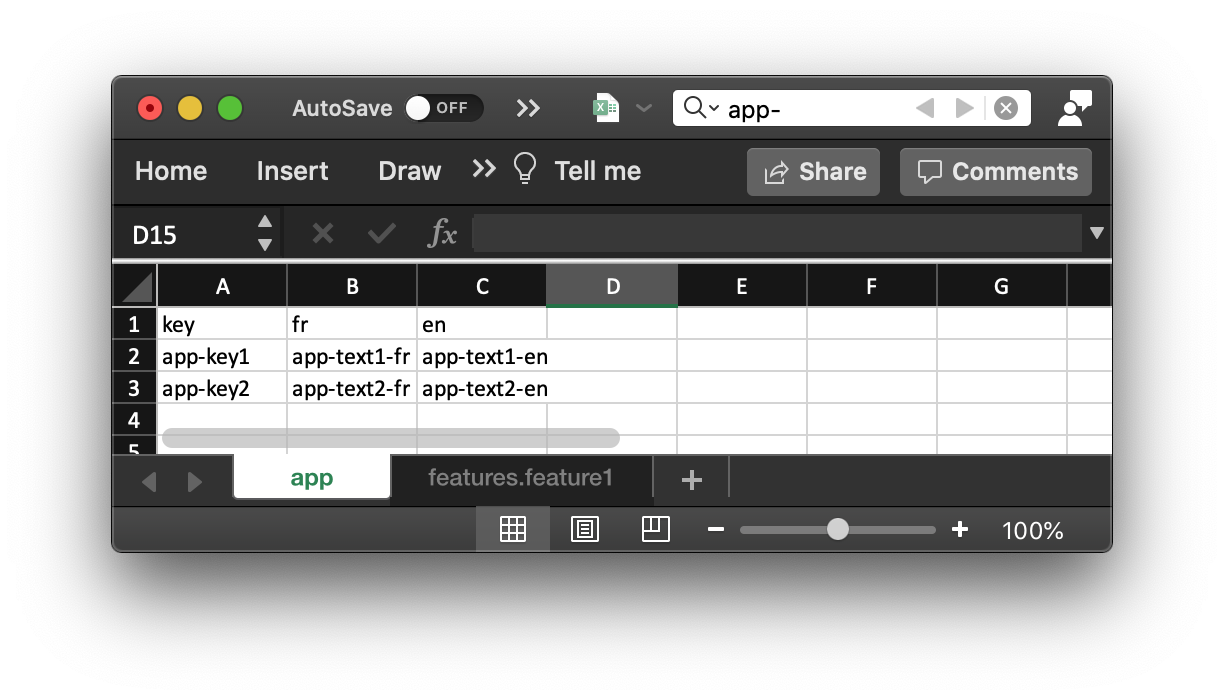 AutoSave OFF app-
Home Insert Draw Tell me Share Comments
D15 fx
A B C D E F G
1 key fr en
2 app-key1 app-text1-fr app-text1-en
3 app-key2 app-text2-fr app-text2-en
4
5
app features.feature1 +
100%